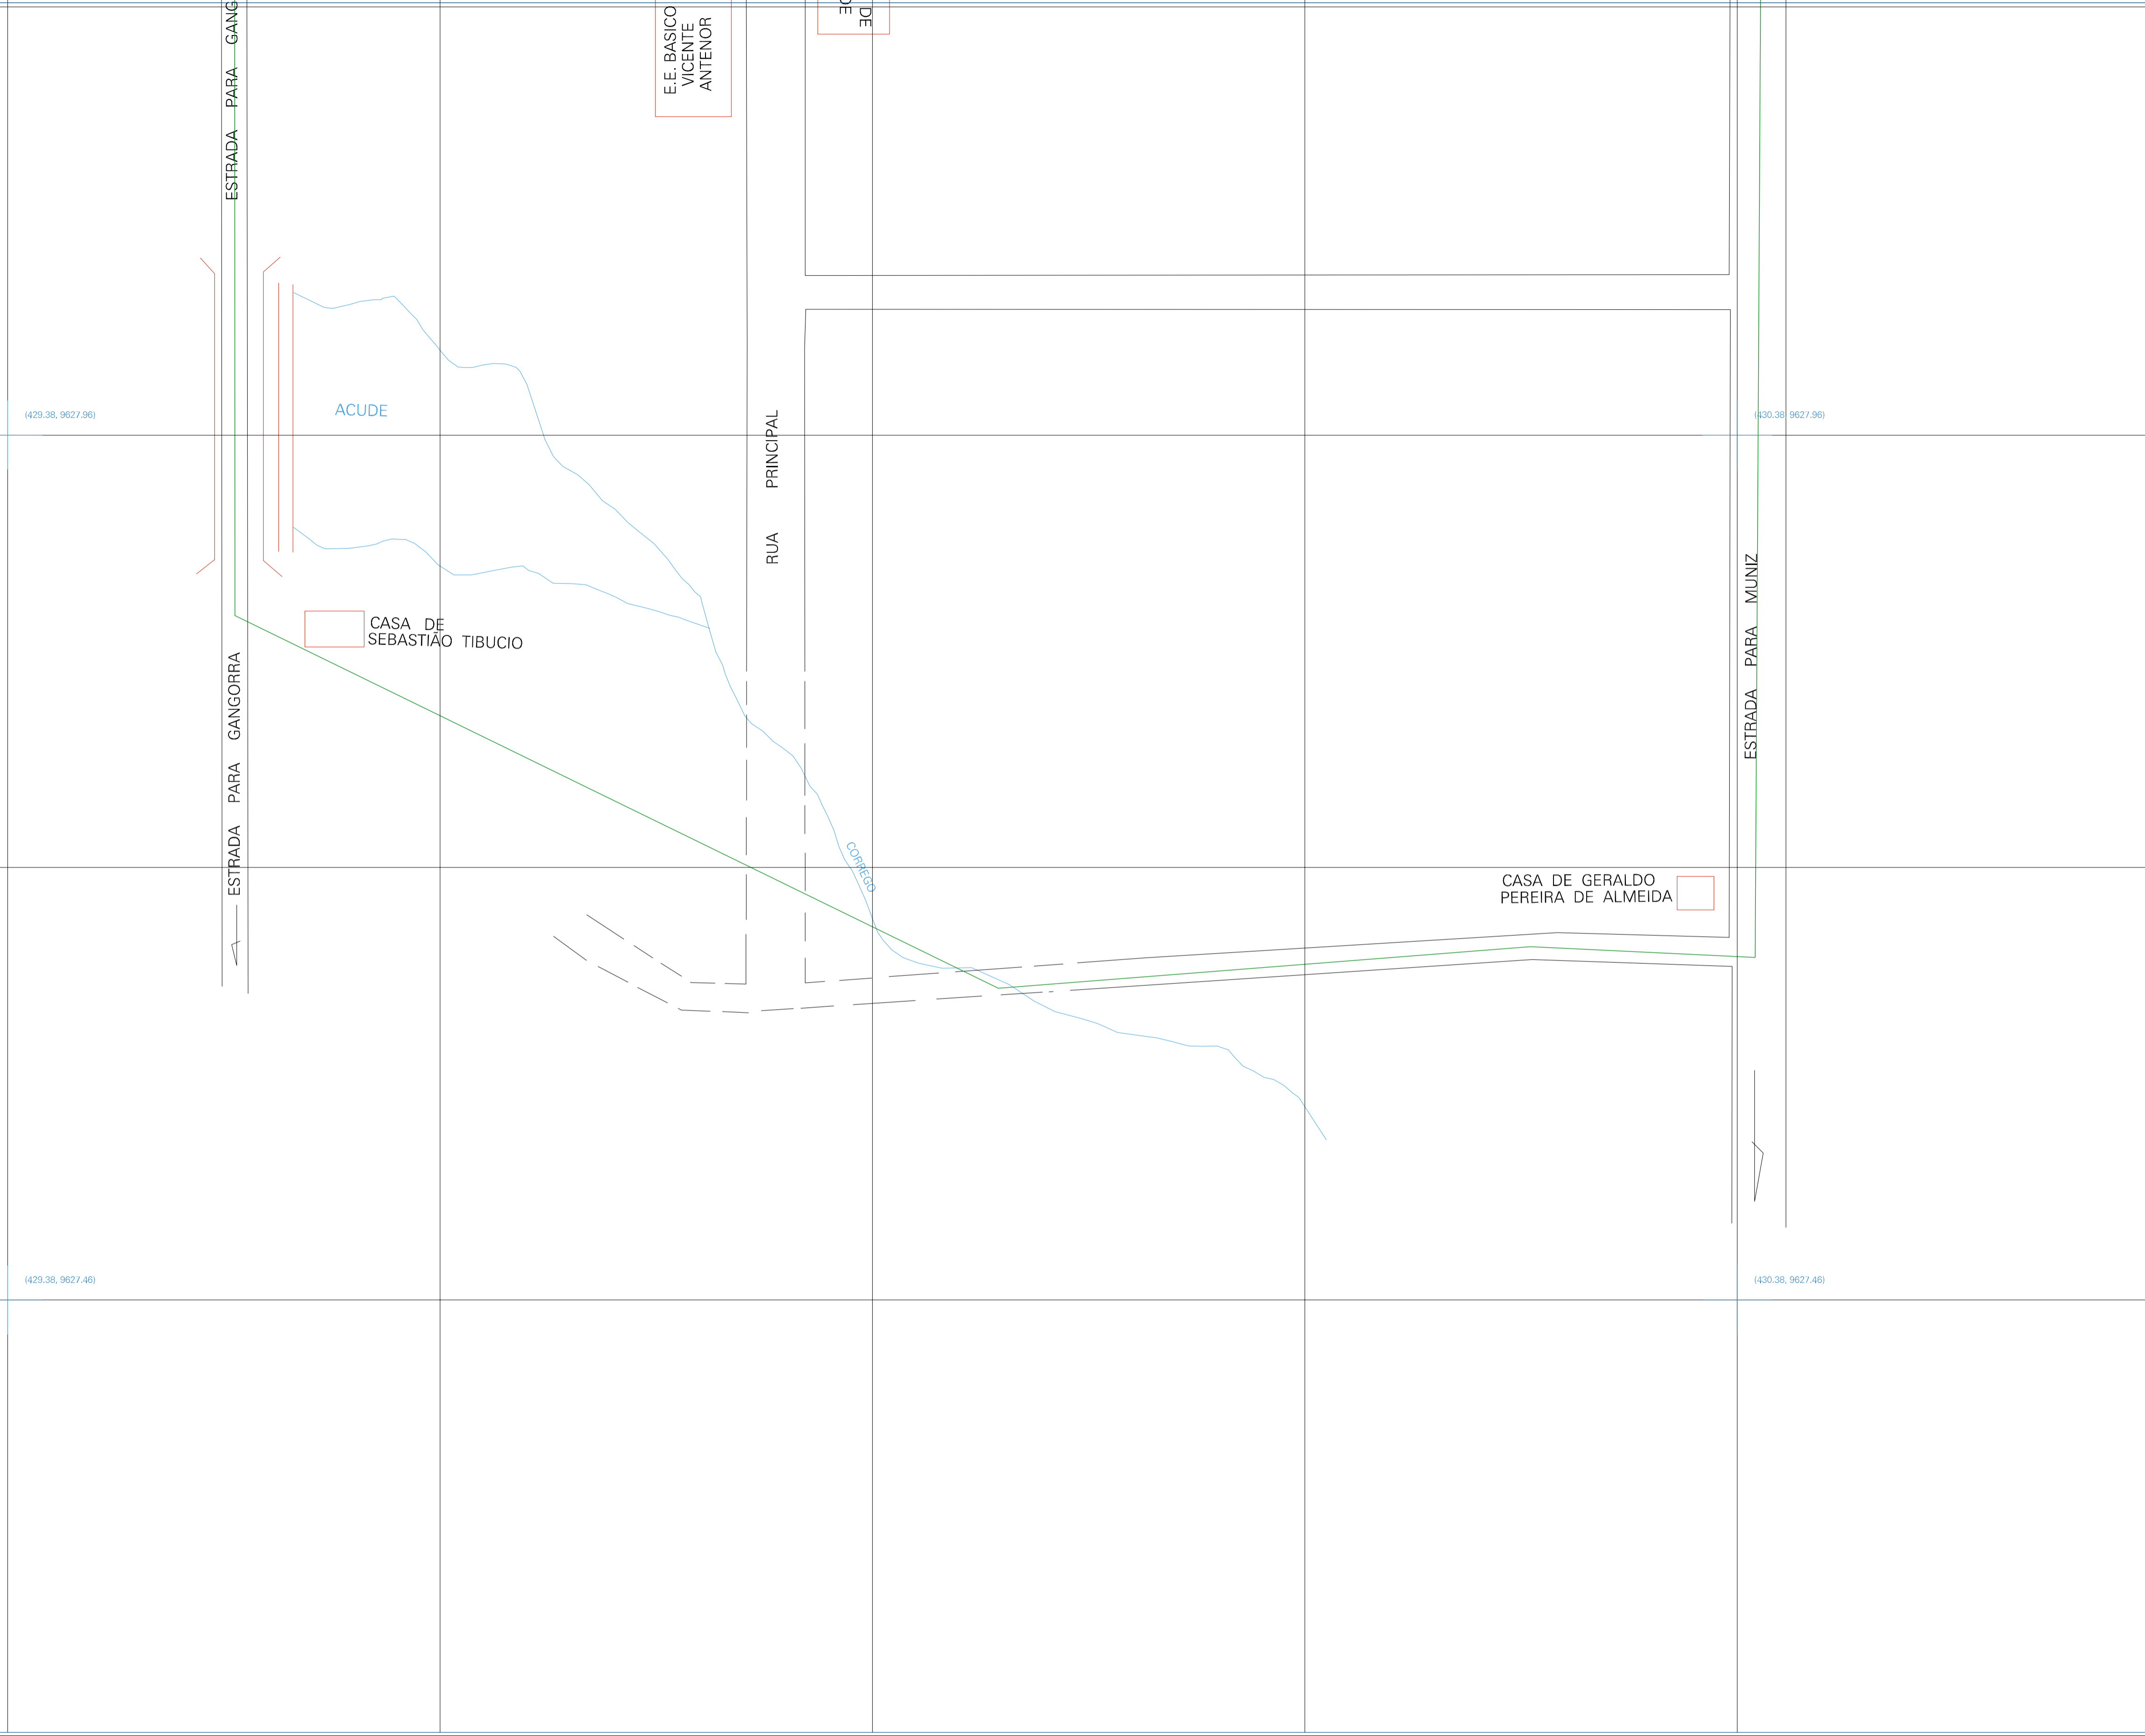 ESTRADA PARA GANG
E.E. BASICO
VICENTE
ANTENOR
DE
DE
ACUDE
(429.38, 9627.96)
(430.38, 9627.96)
RUA PRINCIPAL
ESTRADA PARA MUNIZ
CASA DE
SEBASTIÃO TIBUCIO
ESTRADA PARA GANGORRA
CORREGO
CASA DE GERALDO
PEREIRA DE ALMEIDA
(429.38, 9627.46)
(430.38, 9627.46)